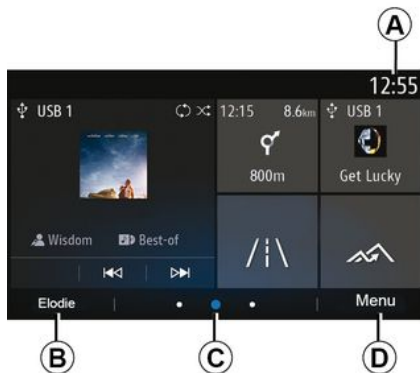 A
12:55
USB 1
12:15 8.6km
USB 1
800m
Get Lucky
Wisdom Best-of
Elodie
Menu
B
C
D